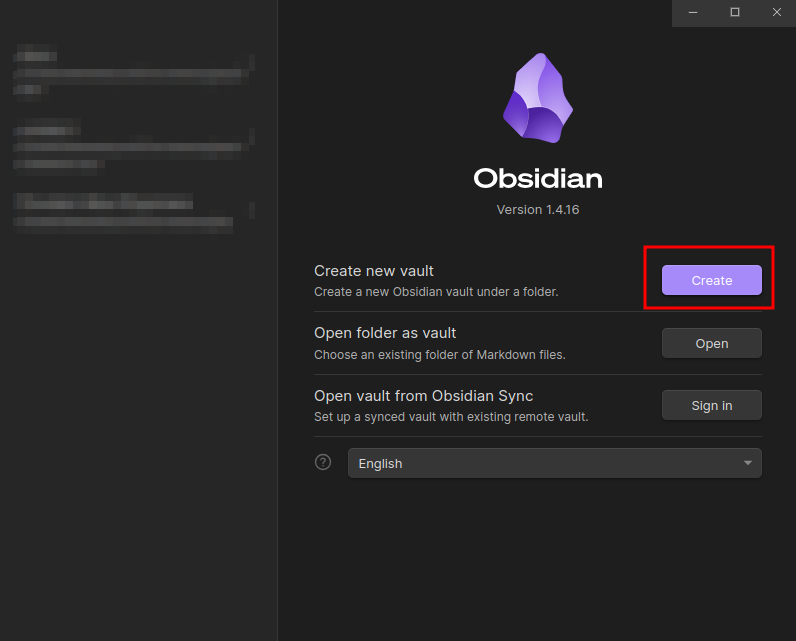 Obsidian
Version 1.4.16
Create new vault
Create a new Obsidian vault under a folder.
Create
Open folder as vault
Choose an existing folder of Markdown files.
Open
Open vault from Obsidian Sync
Set up a synced vault with existing remote vault.
Sign in
?
English